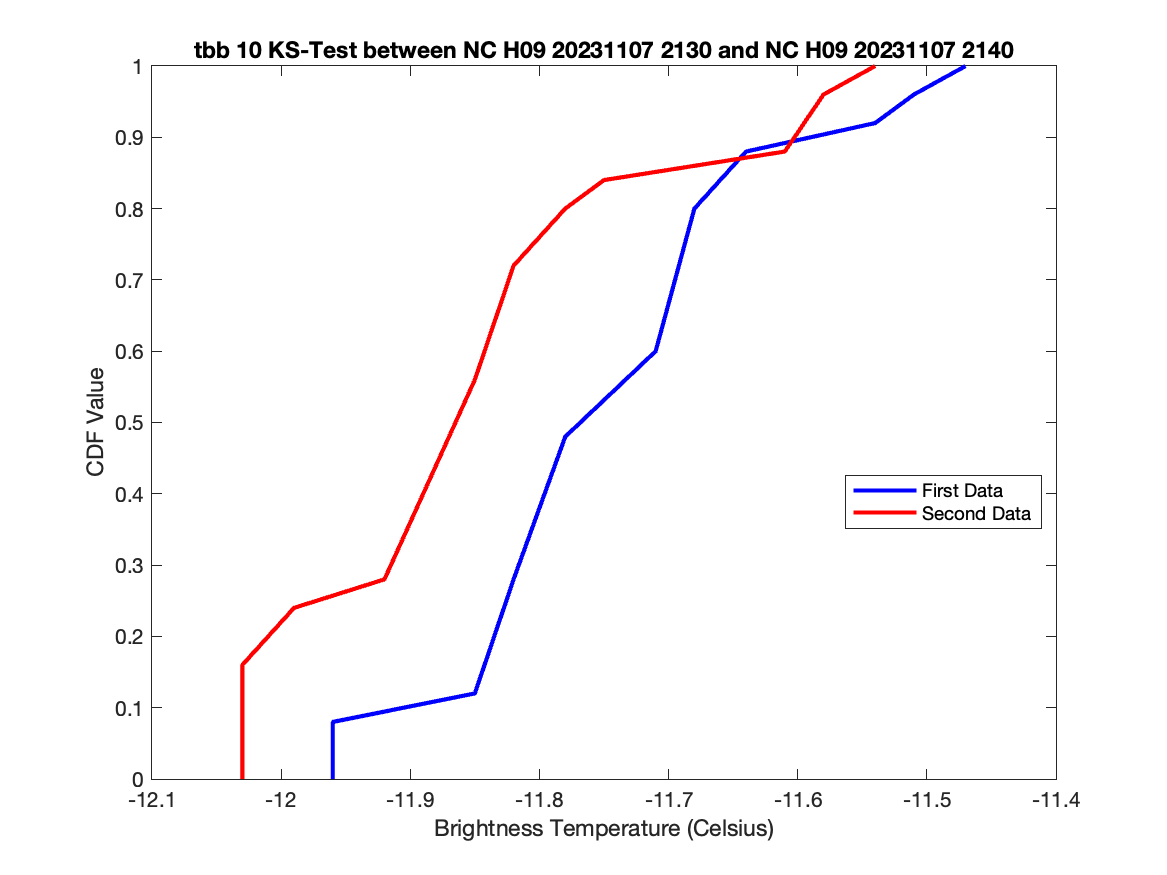 tbb 10 KS-Test between NC H09 20231107 2130 and NC H09 20231107 2140
1
0.9
0.8
0.7
0.6
0.5
0.4
0.3
0.2
0.1
0
CDF Value
First Data
Second Data
-12.1 -12 -11.9 -11.8 -11.7 -11.6 -11.5 -11.4
Brightness Temperature (Celsius)